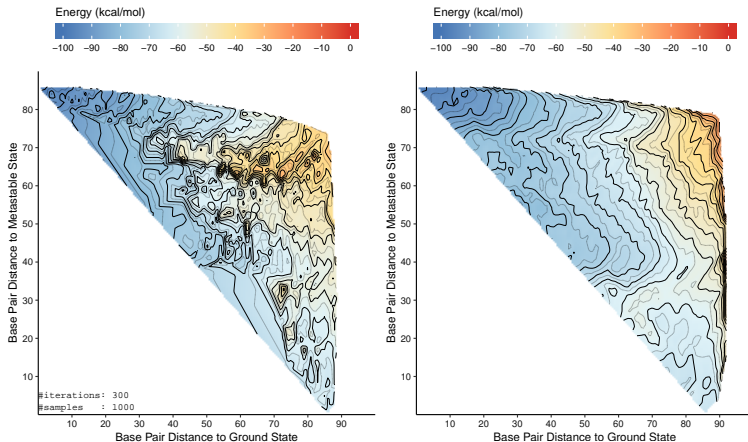 Energy (kcal/mol)
−100 −90 −80 −70 −60 −50 −40 −30 −20 −10 0
Base Pair Distance to Metastable State
80
70
60
50
40
30
20
10
#iterations: 300
#samples : 1000
10 20 30 40 50 60 70 80 90
Base Pair Distance to Ground State
Energy (kcal/mol)
−100 −90 −80 −70 −60 −50 −40 −30 −20 −10 0
Base Pair Distance to Metastable State
80
70
60
50
40
30
20
10
10 20 30 40 50 60 70 80 90
Base Pair Distance to Ground State